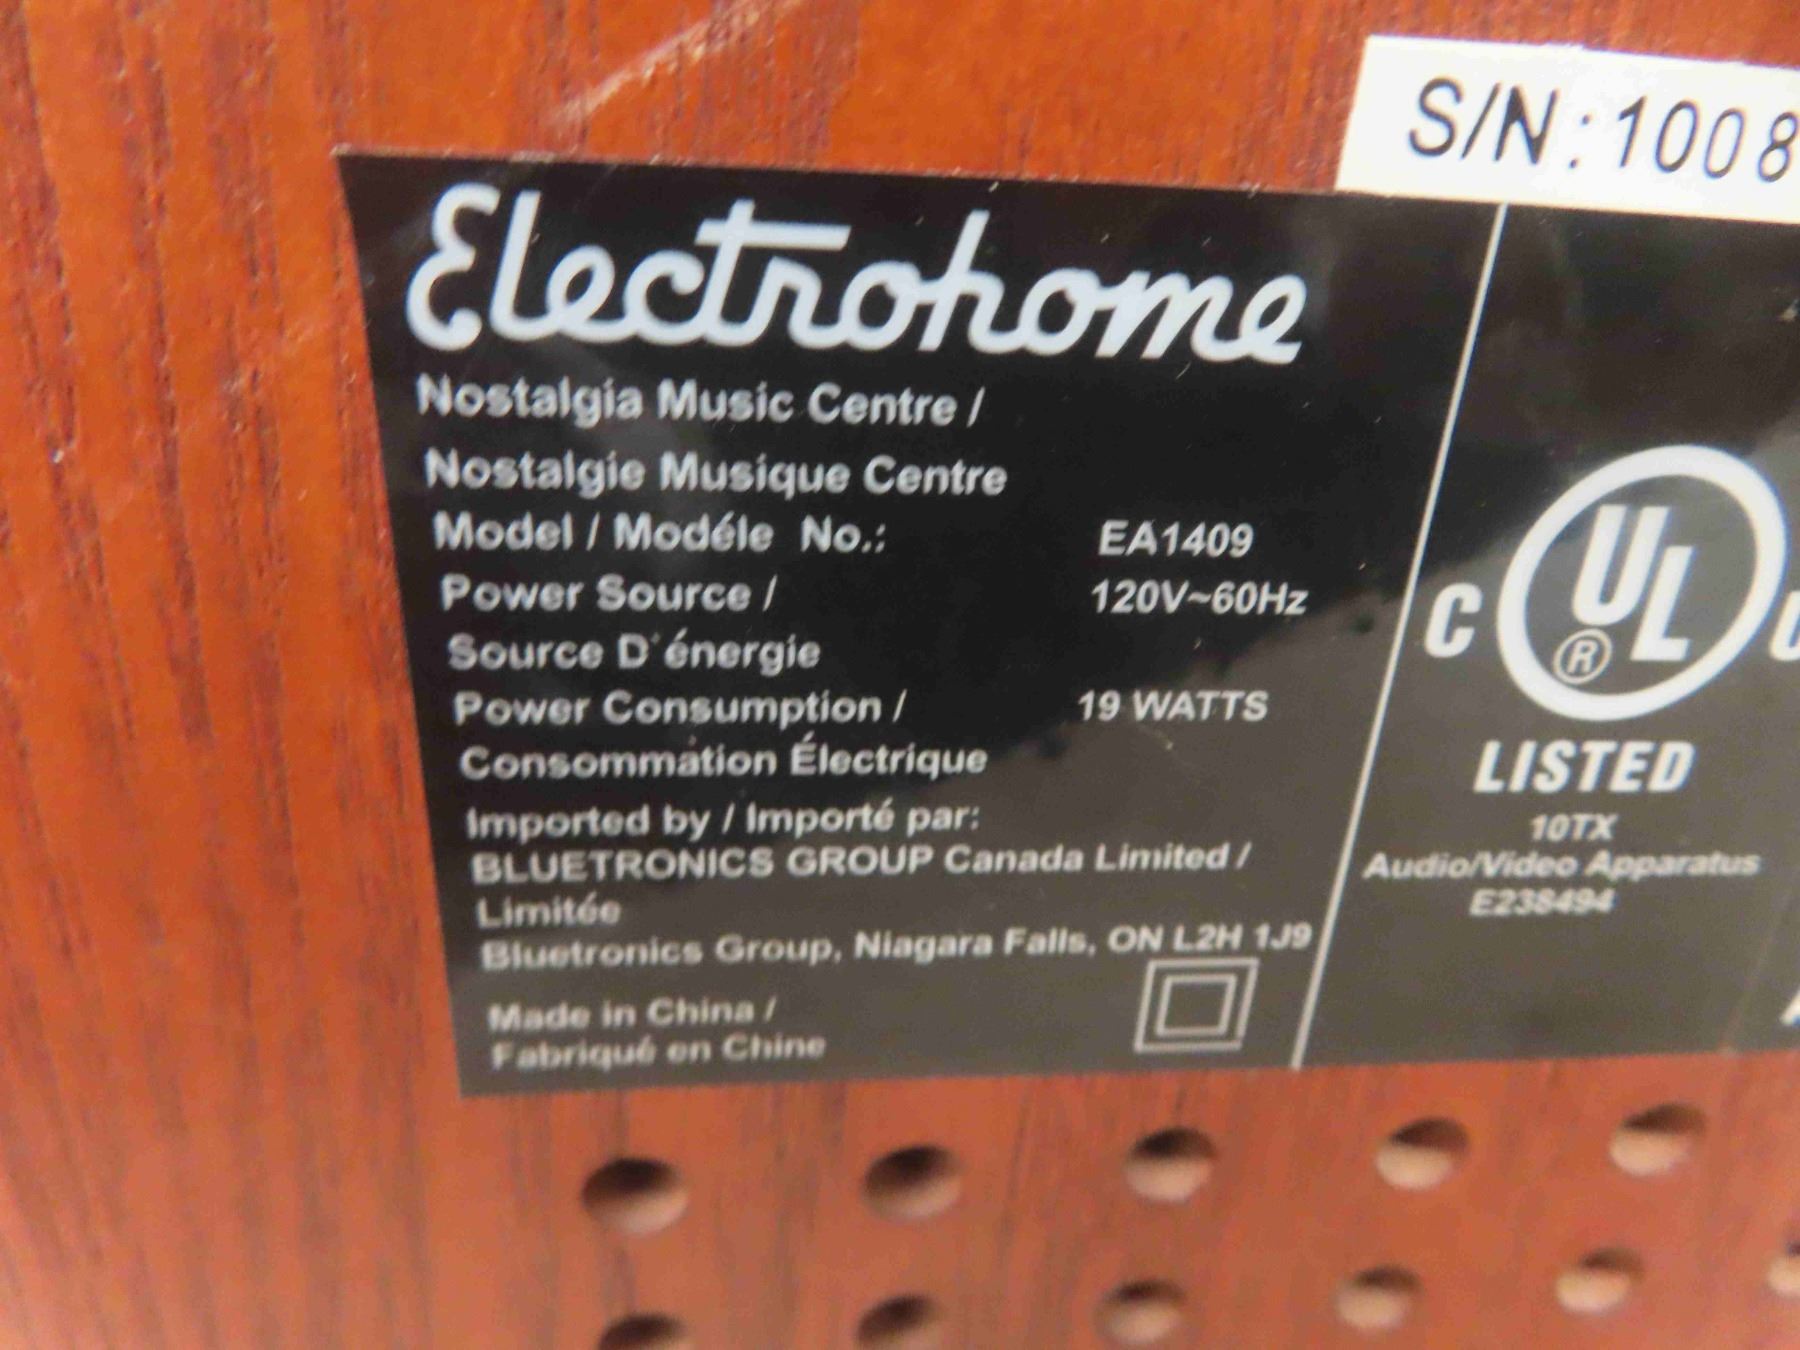 S/N:1008
Electrohome
Nostalgia Music Centre /
Nostalgie Musique Centre
Model / Modéle No.: EA1409
Power Source / 120V~60Hz
Source D'énergie
Power Consumption / 19 WATTS
Consommation Électrique
Imported by / Importé par:
BLUETRONICS GROUP Canada Limited /
Limitée
Bluetronics Group, Niagara Falls, ON L2H 1J9
Made in China /
Fabriqué en Chine
C UL ®
LISTED
10TX
Audio/Video Apparatus
E238494